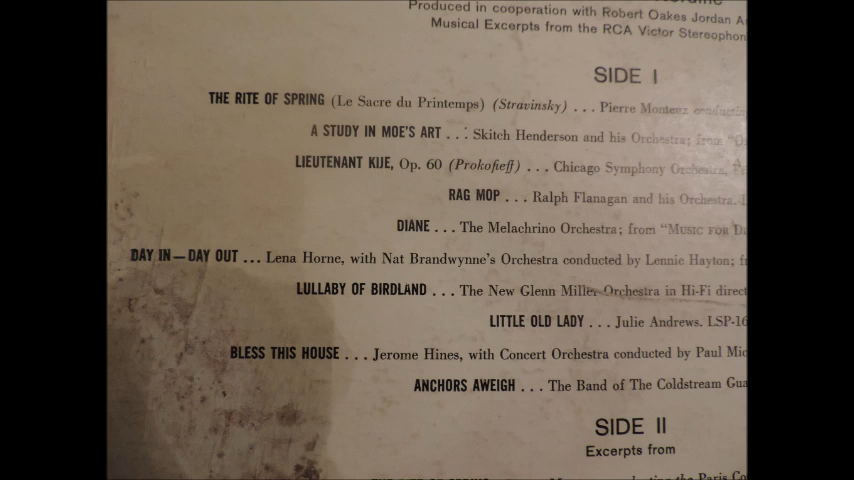 Produced in cooperation with Robert Oakes Jordan
Musical Excerpts from the RCA Victor
SIDE I
THE RITE OF SPRING (Le Sacre du Printemps) (Stravinsky) . . . Pierre Monteux conducting
A STUDY IN MOE'S ART . . . Skitch Henderson and his Orchestra; from
LIEUTENANT KIJE, Op. 60 (Prokofieff) . . . Chicago Symphony Orchestra,
RAG MOP . . . Ralph Flanagan and his Orchestra.
DIANE . . . The Melachrino Orchestra; from "MUSIC FOR
DAY IN—DAY OUT . . . Lena Horne, with Nat Brandwynne's Orchestra conducted by Lennie Hayton;
LULLABY OF BIRDLAND . . . The New Glenn Miller Orchestra in Hi-Fi
LITTLE OLD LADY . . . Julie Andrews.
BLESS THIS HOUSE . . . Jerome Hines, with Concert Orchestra conducted by Paul
ANCHORS AWEIGH . . . The Band of The Coldstream
SIDE II
Excerpts from